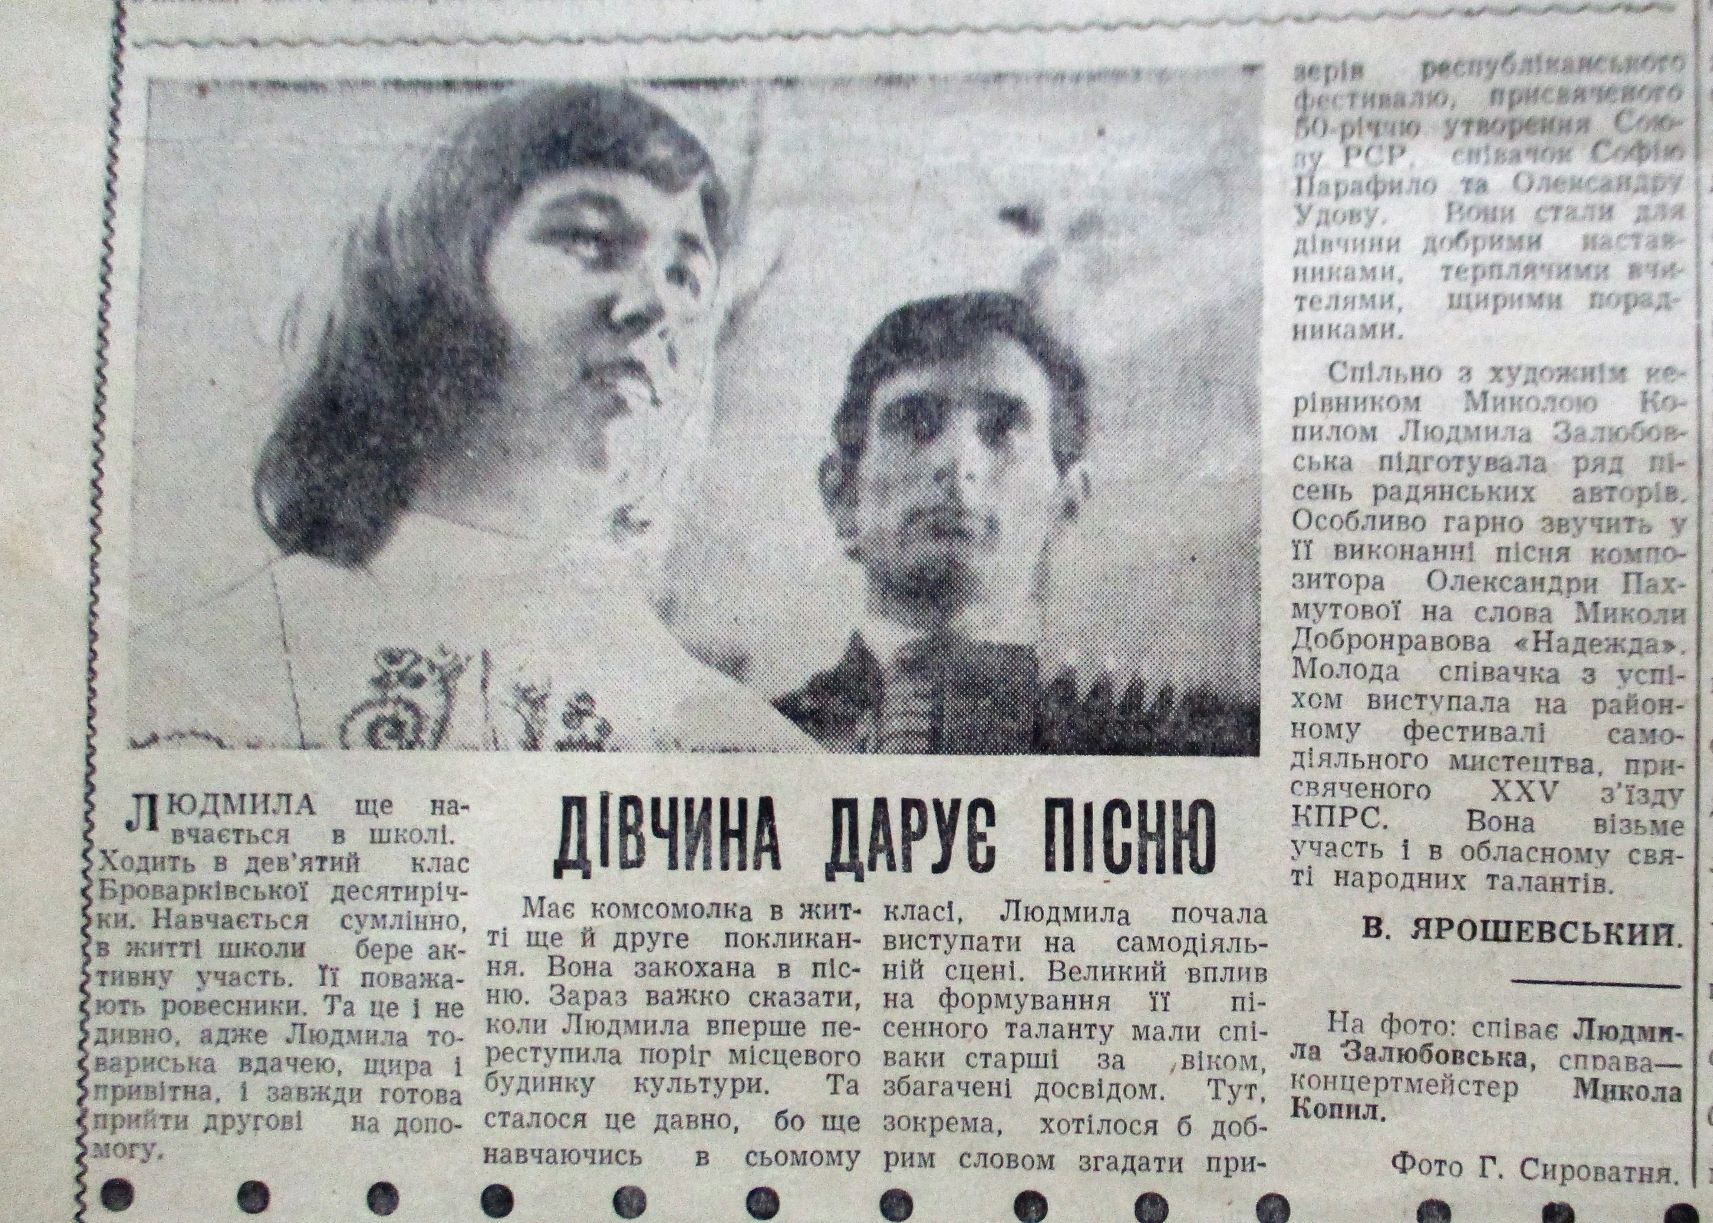 ДІВЧИНА ДАРУЄ ПІСНЮ
ЛЮДМИЛА ще на-
вчається в школі.
Ходить в дев'ятий клас
Броварківської десятиріч-
ки. Навчається сумлінно,
в житті школи бере ак-
тивну участь. Її поважа-
ють ровесники. Та це і не
дивно, адже Людмила то-
вариська вдачею, щира і
привітна, і завжди готова
прийти другові на допо-
могу.
Має комсомолка в жит-
ті ще й друге покликан-
ня. Вона закохана в піс-
ню. Зараз важко сказати,
коли Людмила вперше пе-
реступила поріг місцевого
будинку культури. Та
сталося це давно, бо ще
навчаючись в сьомому
класі, Людмила почала
виступати на самодіяль-
ній сцені. Великий вплив
на формування її пі-
сенного таланту мали спі-
ваки старші за віком,
збагачені досвідом. Тут,
зокрема, хотілося б доб-
рим словом згадати при-
зерів республіканського
фестивалю, присвяченого
50-річчю утворення Сою-
зу РСР, співачок Софію
Парафило та Олександру
Удову. Вони стали для
дівчини добрими настав-
никами, терплячими вчи-
телями, щирими порад-
никами.
Спільно з художнім ке-
рівником Миколою Ко-
пилом Людмила Залюбов-
ська підготувала ряд пі-
сень радянських авторів.
Особливо гарно звучить у
її виконанні пісня компо-
зитора Олександри Пах-
мутової на слова Миколи
Добронравова «Надежда».
Молода співачка з успі-
хом виступала на район-
ному фестивалі само-
діяльного мистецтва, при-
свяченого XXV з'їзду
КПРС. Вона візьме
участь і в обласному свя-
ті народних талантів.
В. ЯРОШЕВСЬКИЙ.
На фото: співає Людми-
ла Залюбовська, справа—
концертмейстер Микола
Копил.
Фото Г. Сироватня.